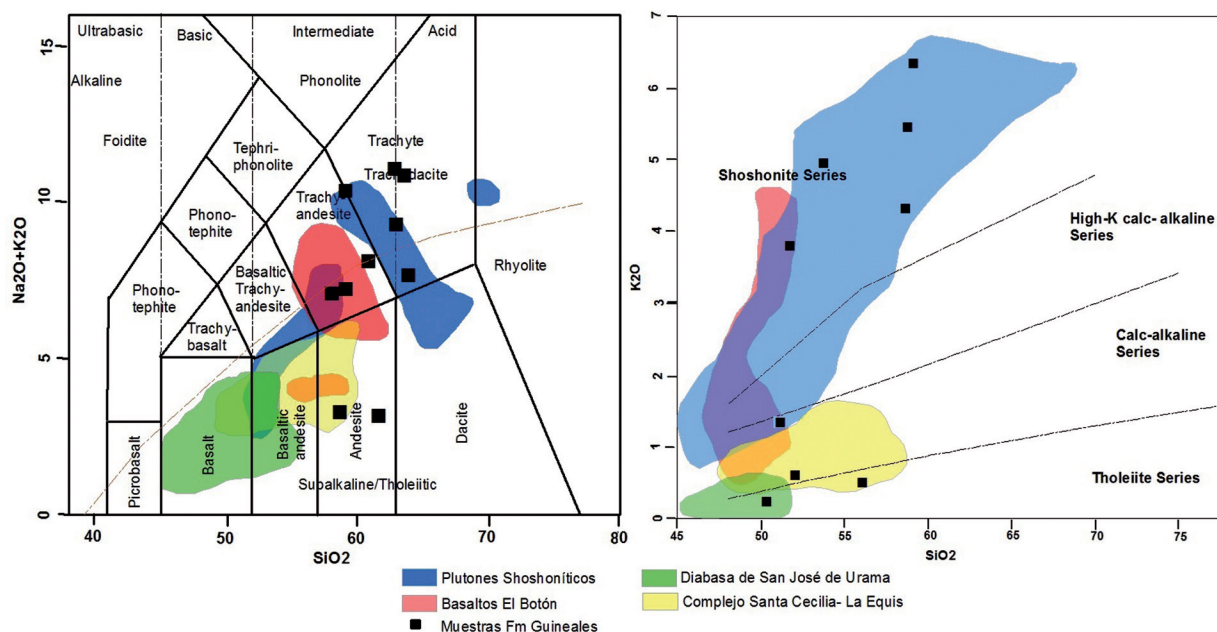 Ultrabasic
Basic
Intermediate
Acid
Alkaline
Phonolite
Foidite
Tephri-
phonolite
Trachyte
Trachydacite
Trachy
andesite
Phono-
tephite
Phono-
tephite
Basaltic
Trachy-
andesite
Trachy-
basalt
Rhyolite
Picrobasalt
Basalt
Basaltic
andesite
Andesite
Dacite
Subalkaline/Tholeiitic
Na2O+K2O
15
10
5
0
40
50
60
70
80
SiO2
Shoshonite Series
High-K calc- alkaline
Series
Calc-alkaline
Series
Tholeiite Series
K2O
7
6
5
4
3
2
1
0
45
50
55
60
65
70
75
SiO2
Plutones Shoshoníticos
Basaltos El Botón
Muestras Fm Guineales
Diabasa de San José de Urama
Complejo Santa Cecilia- La Equis